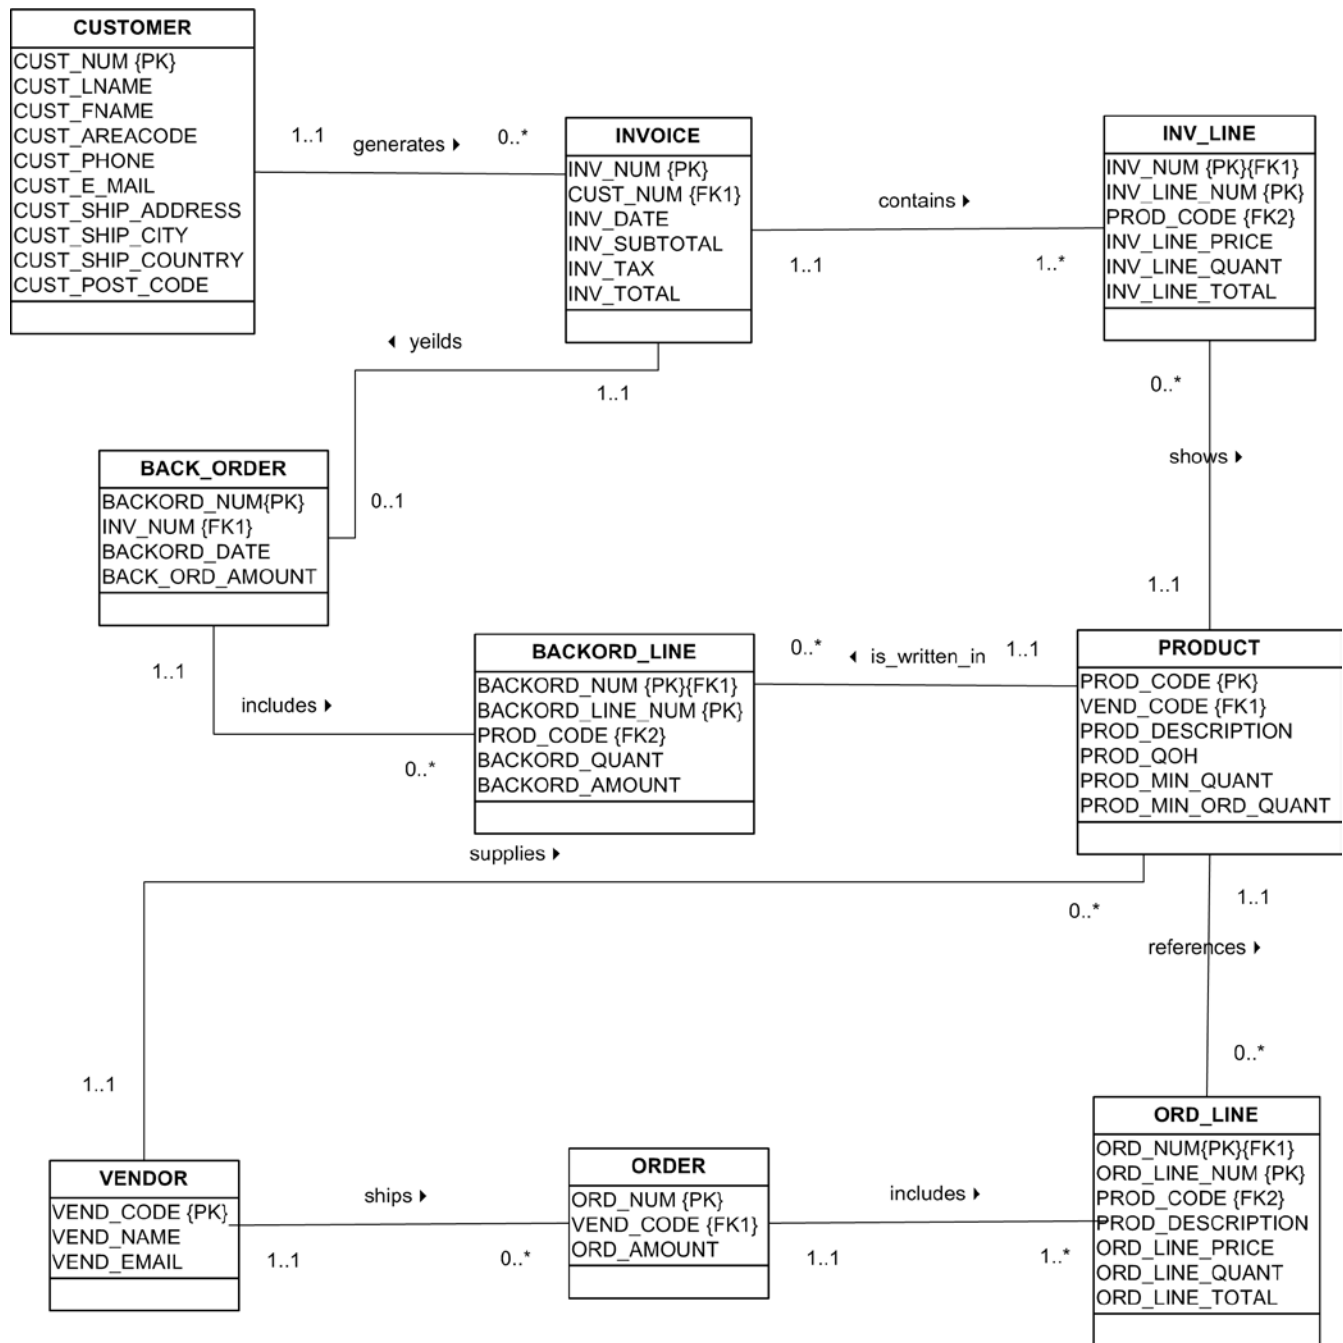 CUSTOMER
CUST_NUM {PK}
CUST_LNAME
CUST_FNAME
CUST_AREACODE
CUST_PHONE
CUST_E_MAIL
CUST_SHIP_ADDRESS
CUST_SHIP_CITY
CUST_SHIP_COUNTRY
CUST_POST_CODE
1..1
generates
0..*
INVOICE
INV_NUM {PK}
CUST_NUM {FK1}
INV_DATE
INV_SUBTOTAL
INV_TAX
INV_TOTAL
contains
1..1
1..*
INV_LINE
INV_NUM {PK}{FK1}
INV_LINE_NUM {PK}
PROD_CODE {FK2}
INV_LINE_PRICE
INV_LINE_QUANT
INV_LINE_TOTAL
yeilds
1..1
0..1
0..*
shows
1..1
BACK_ORDER
BACKORD_NUM{PK}
INV_NUM {FK1}
BACKORD_DATE
BACK_ORD_AMOUNT
1..1
includes
0..*
BACKORD_LINE
BACKORD_NUM {PK}{FK1}
BACKORD_LINE_NUM {PK}
PROD_CODE {FK2}
BACKORD_QUANT
BACKORD_AMOUNT
0..*
is_written_in
1..1
PRODUCT
PROD_CODE {PK}
VEND_CODE {FK1}
PROD_DESCRIPTION
PROD_QOH
PROD_MIN_QUANT
PROD_MIN_ORD_QUANT
supplies
0..*
1..1
1..1
references
0..*
VENDOR
VEND_CODE {PK}
VEND_NAME
VEND_EMAIL
ships
1..1
0..*
ORDER
ORD_NUM {PK}
VEND_CODE {FK1}
ORD_AMOUNT
includes
1..1
1..*
ORD_LINE
ORD_NUM{PK}{FK1}
ORD_LINE_NUM {PK}
PROD_CODE {FK2}
PROD_DESCRIPTION
ORD_LINE_PRICE
ORD_LINE_QUANT
ORD_LINE_TOTAL